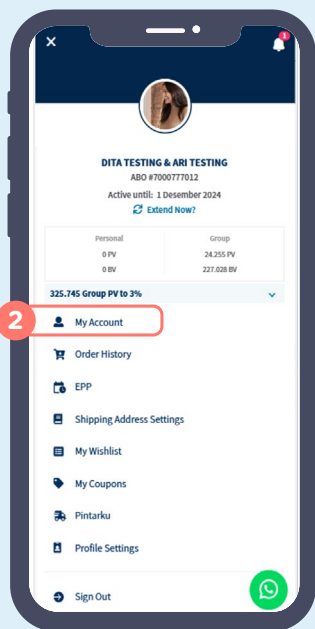 1
DITA TESTING & ARI TESTING
ABO #7000777012
Active until: 1 Desember 2024
Extend Now?
Personal Group
0 PV 24.255 PV
0 BV 227.028 BV
325.745 Group PV to 3%
2
My Account
Order History
EPP
Shipping Address Settings
My Wishlist
My Coupons
Pintarku
Profile Settings
Sign Out